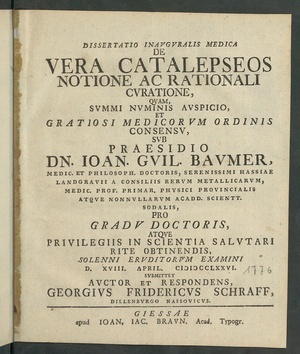 DISSERTATIO INAVGVRALIS MEDICA
DE
VERA CATALEPSEOS
NOTIONE AC RATIONALI
CVRATIONE,
QVAM,
SVMMI NVMINIS AVSPICIO,
ET
GRATIOSI MEDICORVM ORDINIS
CONSENSV,
SVB
PRAESIDIO
DN. IOAN. GVIL. BAVMER,
MEDIC. ET PHILOSOPH. DOCTORIS, SERENISSIMI HASSIAE
LANDGRAVII A CONSILIIS RERVM METALLICARVM,
MEDIC. PROF. PRIMAR. PHYSICI PROVINCIALIS
ATQVE NONNVLLARVM ACADD. SCIENTT.
SODALIS,
PRO
GRADV DOCTORIS,
ATQVE
PRIVILEGIIS IN SCIENTIA SALVTARI
RITE OBTINENDIS.
SOLENNI ERVDITORVM EXAMINI
D. XVIII. APRIL. CIƆIƆCCLXXVI.
1776
SVBMITTET
AVCTOR ET RESPONDENS,
GEORGIVS FRIDERICVS SCHRAFF,
DILLENBVRGO NASSOVICVS.
GIESSAE
apud IOAN. IAC. BRAVN. Acad. Typogr.